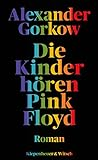 Alexander
Gorkow
Die
Kinder
hören
Pink
Floyd
Roman
Kiepenheuer & Witsch